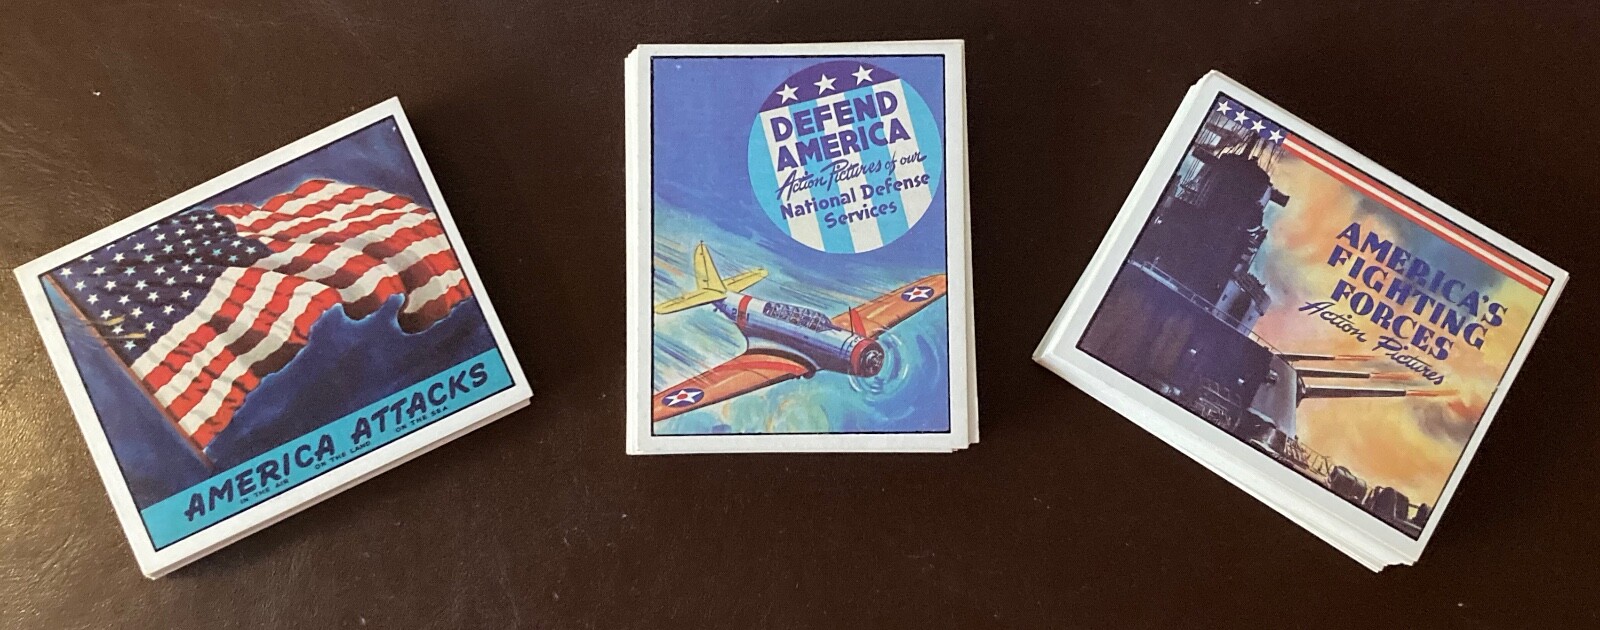 AMERICA ATTACKS
IN THE AIR ON THE LAND ON THE SEA
DEFEND
AMERICA
Action Pictures of our
National Defense
Services
AMERICA'S
FIGHTING
FORCES
Action Pictures